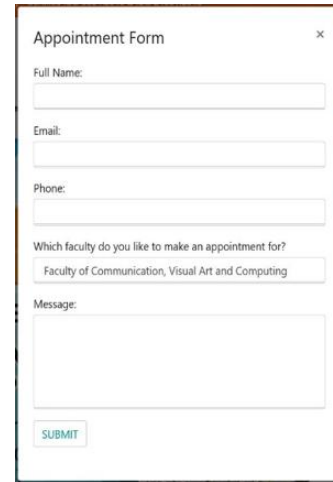 Appointment Form ×
Full Name:
Email:
Phone:
Which faculty do you like to make an appointment for?
Faculty of Communication, Visual Art and Computing
Message:
SUBMIT